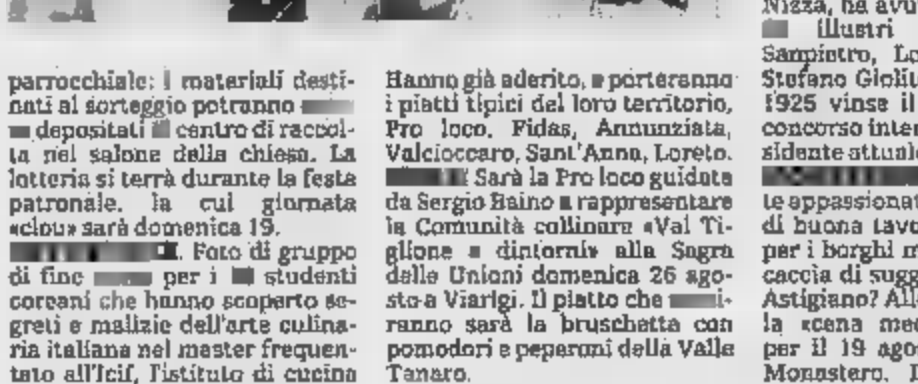 parrocchiale: I materiali desti-
nati al sorteggio potranno
depositati centro di raccol-
ta nel salone della chiesa. La
lotteria si terrà durante la festa
patronale, la cui giornata
«clou» sarà domenica 19.
Foto di gruppo
di fine per i studenti
coreani che hanno scoperto se-
greti e malizie dell'arte culina-
ria italiana nel master frequen-
tato all'Icif, l'istituto di cucina
Hanno già aderito, e porteranno
i piatti tipici del loro territorio,
Pro loco, Fidas, Annunziata,
Valcioccaro, Sant'Anna, Loreto.
Sarà la Pro loco guidata
da Sergio Baino a rappresentare
la Comunità collinare «Val Ti-
glione e dintorni» alla Sagra
delle Unioni domenica 26 ago-
sto a Viarigi. Il piatto che
ranno sarà la bruschetta con
pomodori e peperoni della Valle
Tanaro.
Nizza, ha avu
illustri
Sampietro, Lo
Stefano
1925 vinse il
concorso inte
sidente attuale
te appassionat
di buona tavo
per i borghi m
caccia di sugg
Astigiano? All
la «cena me
per il 19 ago
Monastero.